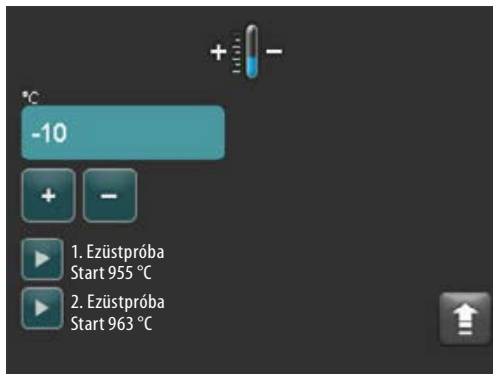 + −
°C
-10
+ −
1. Ezüstpróba
Start 955 °C
2. Ezüstpróba
Start 963 °C